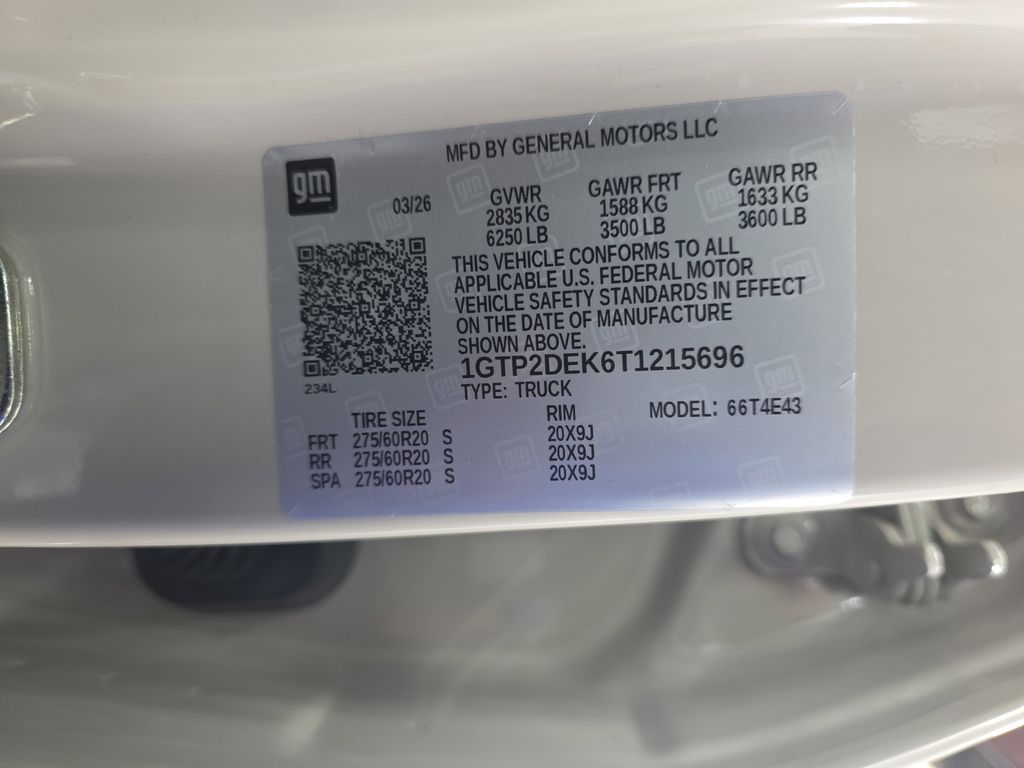 MFD BY GENERAL MOTORS LLC
gm
03/26
GVWR
2835 KG
6250 LB
GAWR FRT
1588 KG
3500 LB
GAWR RR
1633 KG
3600 LB
THIS VEHICLE CONFORMS TO ALL
APPLICABLE U.S. FEDERAL MOTOR
VEHICLE SAFETY STANDARDS IN EFFECT
ON THE DATE OF MANUFACTURE
SHOWN ABOVE.
1GTP2DEK6T1215696
234L
TYPE: TRUCK
TIRE SIZE RIM MODEL: 66T4E43
FRT 275/60R20 S 20X9J
RR 275/60R20 S 20X9J
SPA 275/60R20 S 20X9J